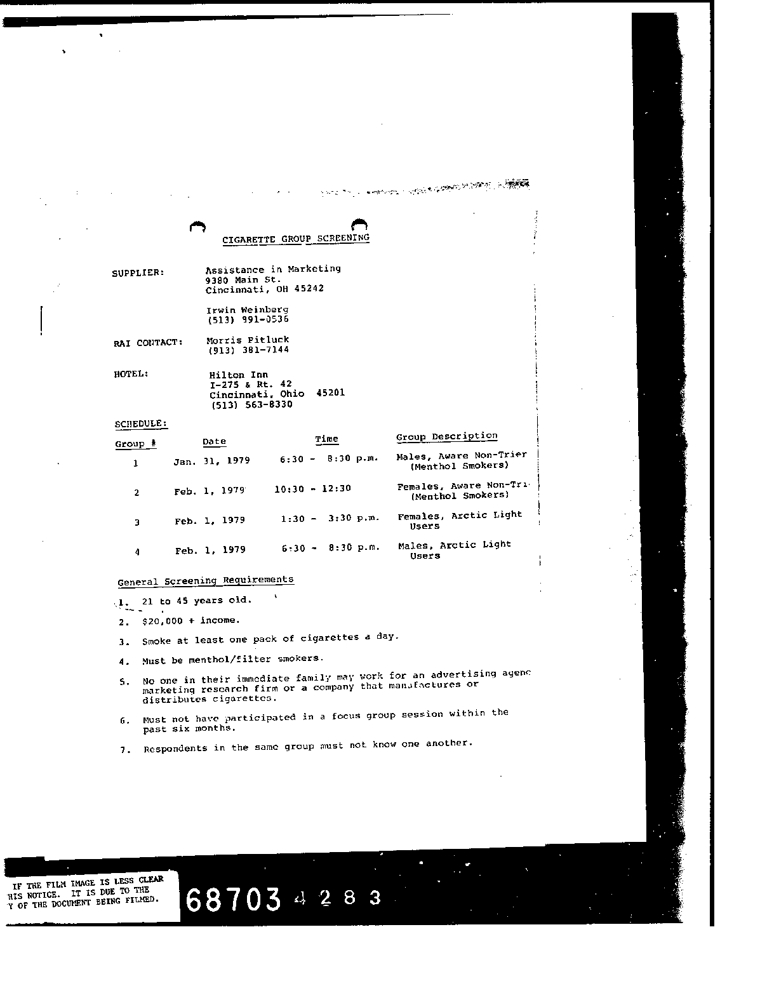 CIGARETTE GROUP SCREENING
SUPPLIER: Assistance in Marketing
9380 Main St.
Cincinnati, OH 45242
Irwin Weinberg
(513) 991-0536
RAI CONTACT: Morris Pitluck
(913) 381-7144
HOTEL: Hilton Inn
I-275 & Rt. 42
Cincinnati, Ohio 45201
(513) 563-8330
SCHEDULE:
Group # Date Time Group Description
1 Jan. 31, 1979 6:30 - 8:30 p.m. Males, Aware Non-Trier
(Menthol Smokers)
2 Feb. 1, 1979 10:30 - 12:30 Females, Aware Non-Tri
(Menthol Smokers)
3 Feb. 1, 1979 1:30 - 3:30 p.m. Females, Arctic Light
Users
4 Feb. 1, 1979 6:30 - 8:30 p.m. Males, Arctic Light
Users
General Screening Requirements
1. 21 to 45 years old.
2. $20,000 + income.
3. Smoke at least one pack of cigarettes a day.
4. Must be menthol/filter smokers.
5. No one in their immediate family may work for an advertising agenc
marketing research firm or a company that manufactures or
distributes cigarettes.
6. Must not have participated in a focus group session within the
past six months.
7. Respondents in the same group must not know one another.
IF THE FILM IMAGE IS LESS CLEAR
HIS NOTICE. IT IS DUE TO THE
Y OF THE DOCUMENT BEING FILMED.
68703 4283